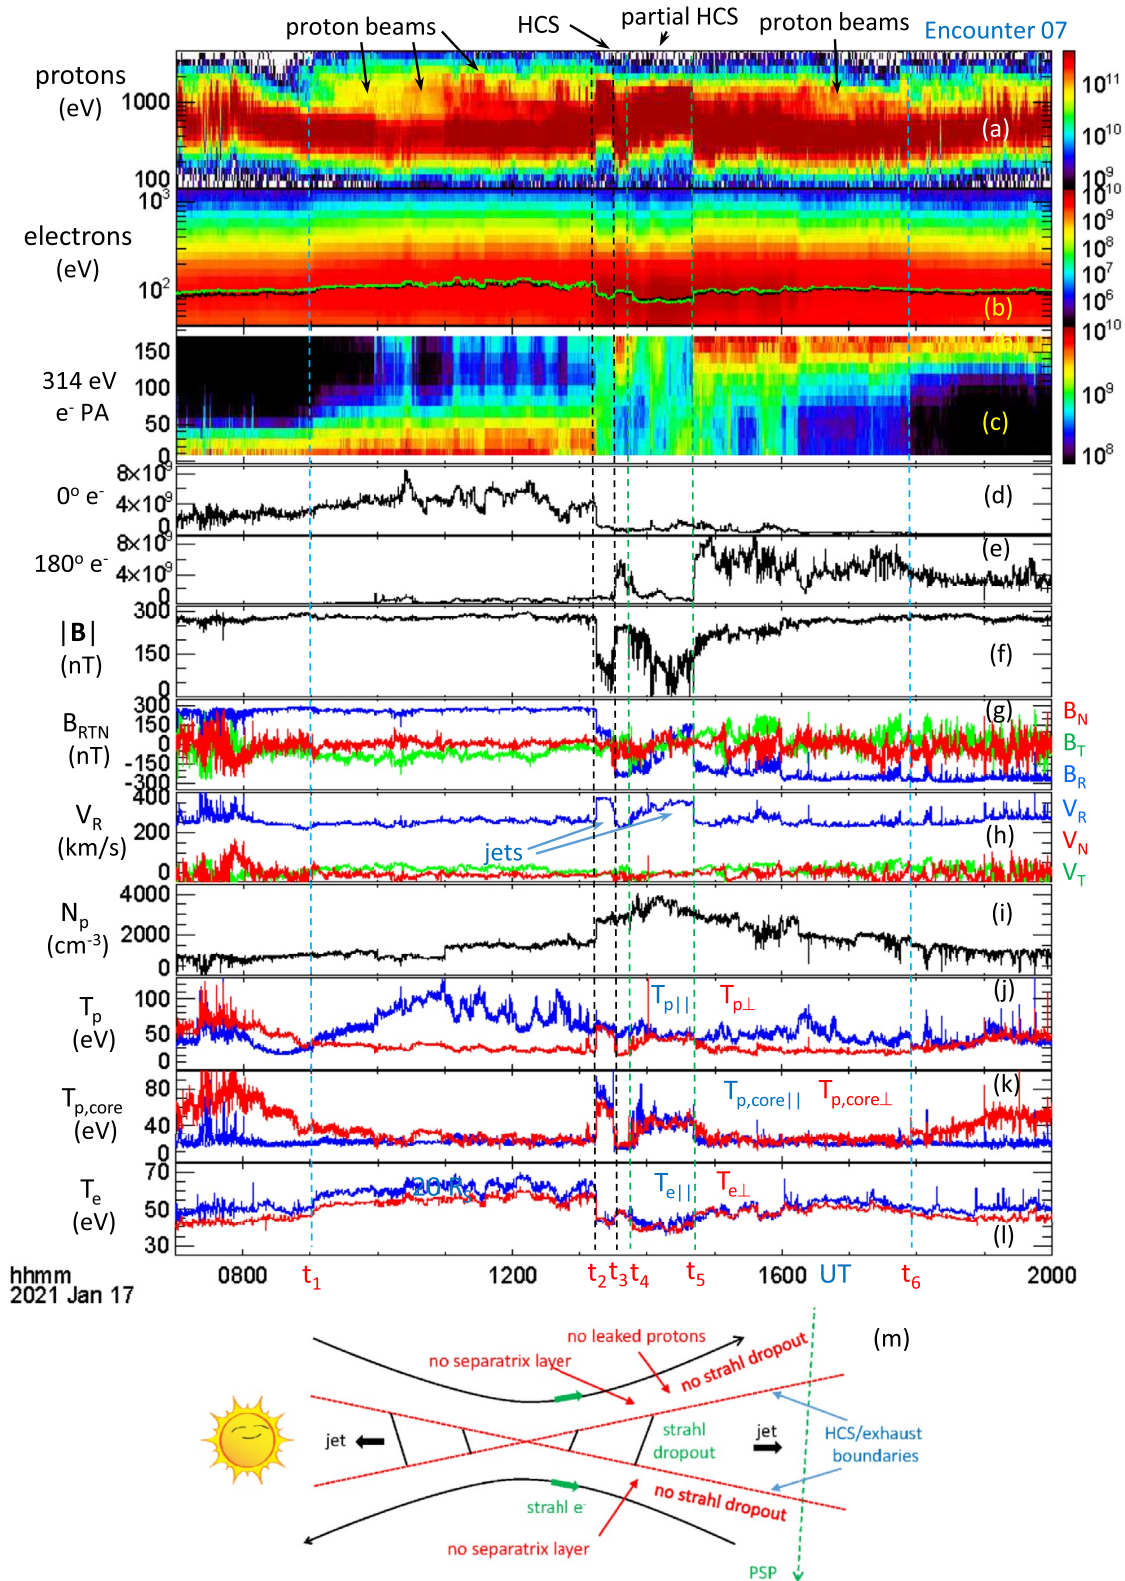 HCS
partial HCS
proton beams
proton beams
Encounter 07
protons
(eV)
1000
100
(a)
10¹¹
10¹⁰
10⁹
electrons
(eV)
10³
10²
(b)
10¹⁰
10⁹
10⁸
10⁷
10⁶
314 eV
e⁻ PA
150
100
50
0
(c)
10¹⁰
10⁹
10⁸
0º e⁻
8×10⁹
4×10⁹
0
(d)
180º e⁻
8×10⁹
4×10⁹
0
(e)
|B|
(nT)
300
150
0
(f)
B_RTN
(nT)
300
150
0
-150
-300
(g)
B_N
B_T
B_R
V_R
(km/s)
400
200
0
jets
(h)
V_R
V_N
V_T
N_p
(cm⁻³)
4000
2000
0
(i)
T_p
(eV)
100
50
0
T_p|| T_p⊥
(j)
T_p,core
(eV)
80
40
0
T_p,core|| T_p,core⊥
(k)
T_e
(eV)
70
50
30
T_e|| T_e⊥
(l)
hhmm
2021 Jan 17
0800 1200 1600 UT 2000
t₁ t₂ t₃ t₄ t₅ t₆
(m)
no leaked protons
no separatrix layer
no strahl dropout
jet
strahl
dropout
jet
HCS/exhaust
boundaries
strahl e⁻
no strahl dropout
no separatrix layer
PSP